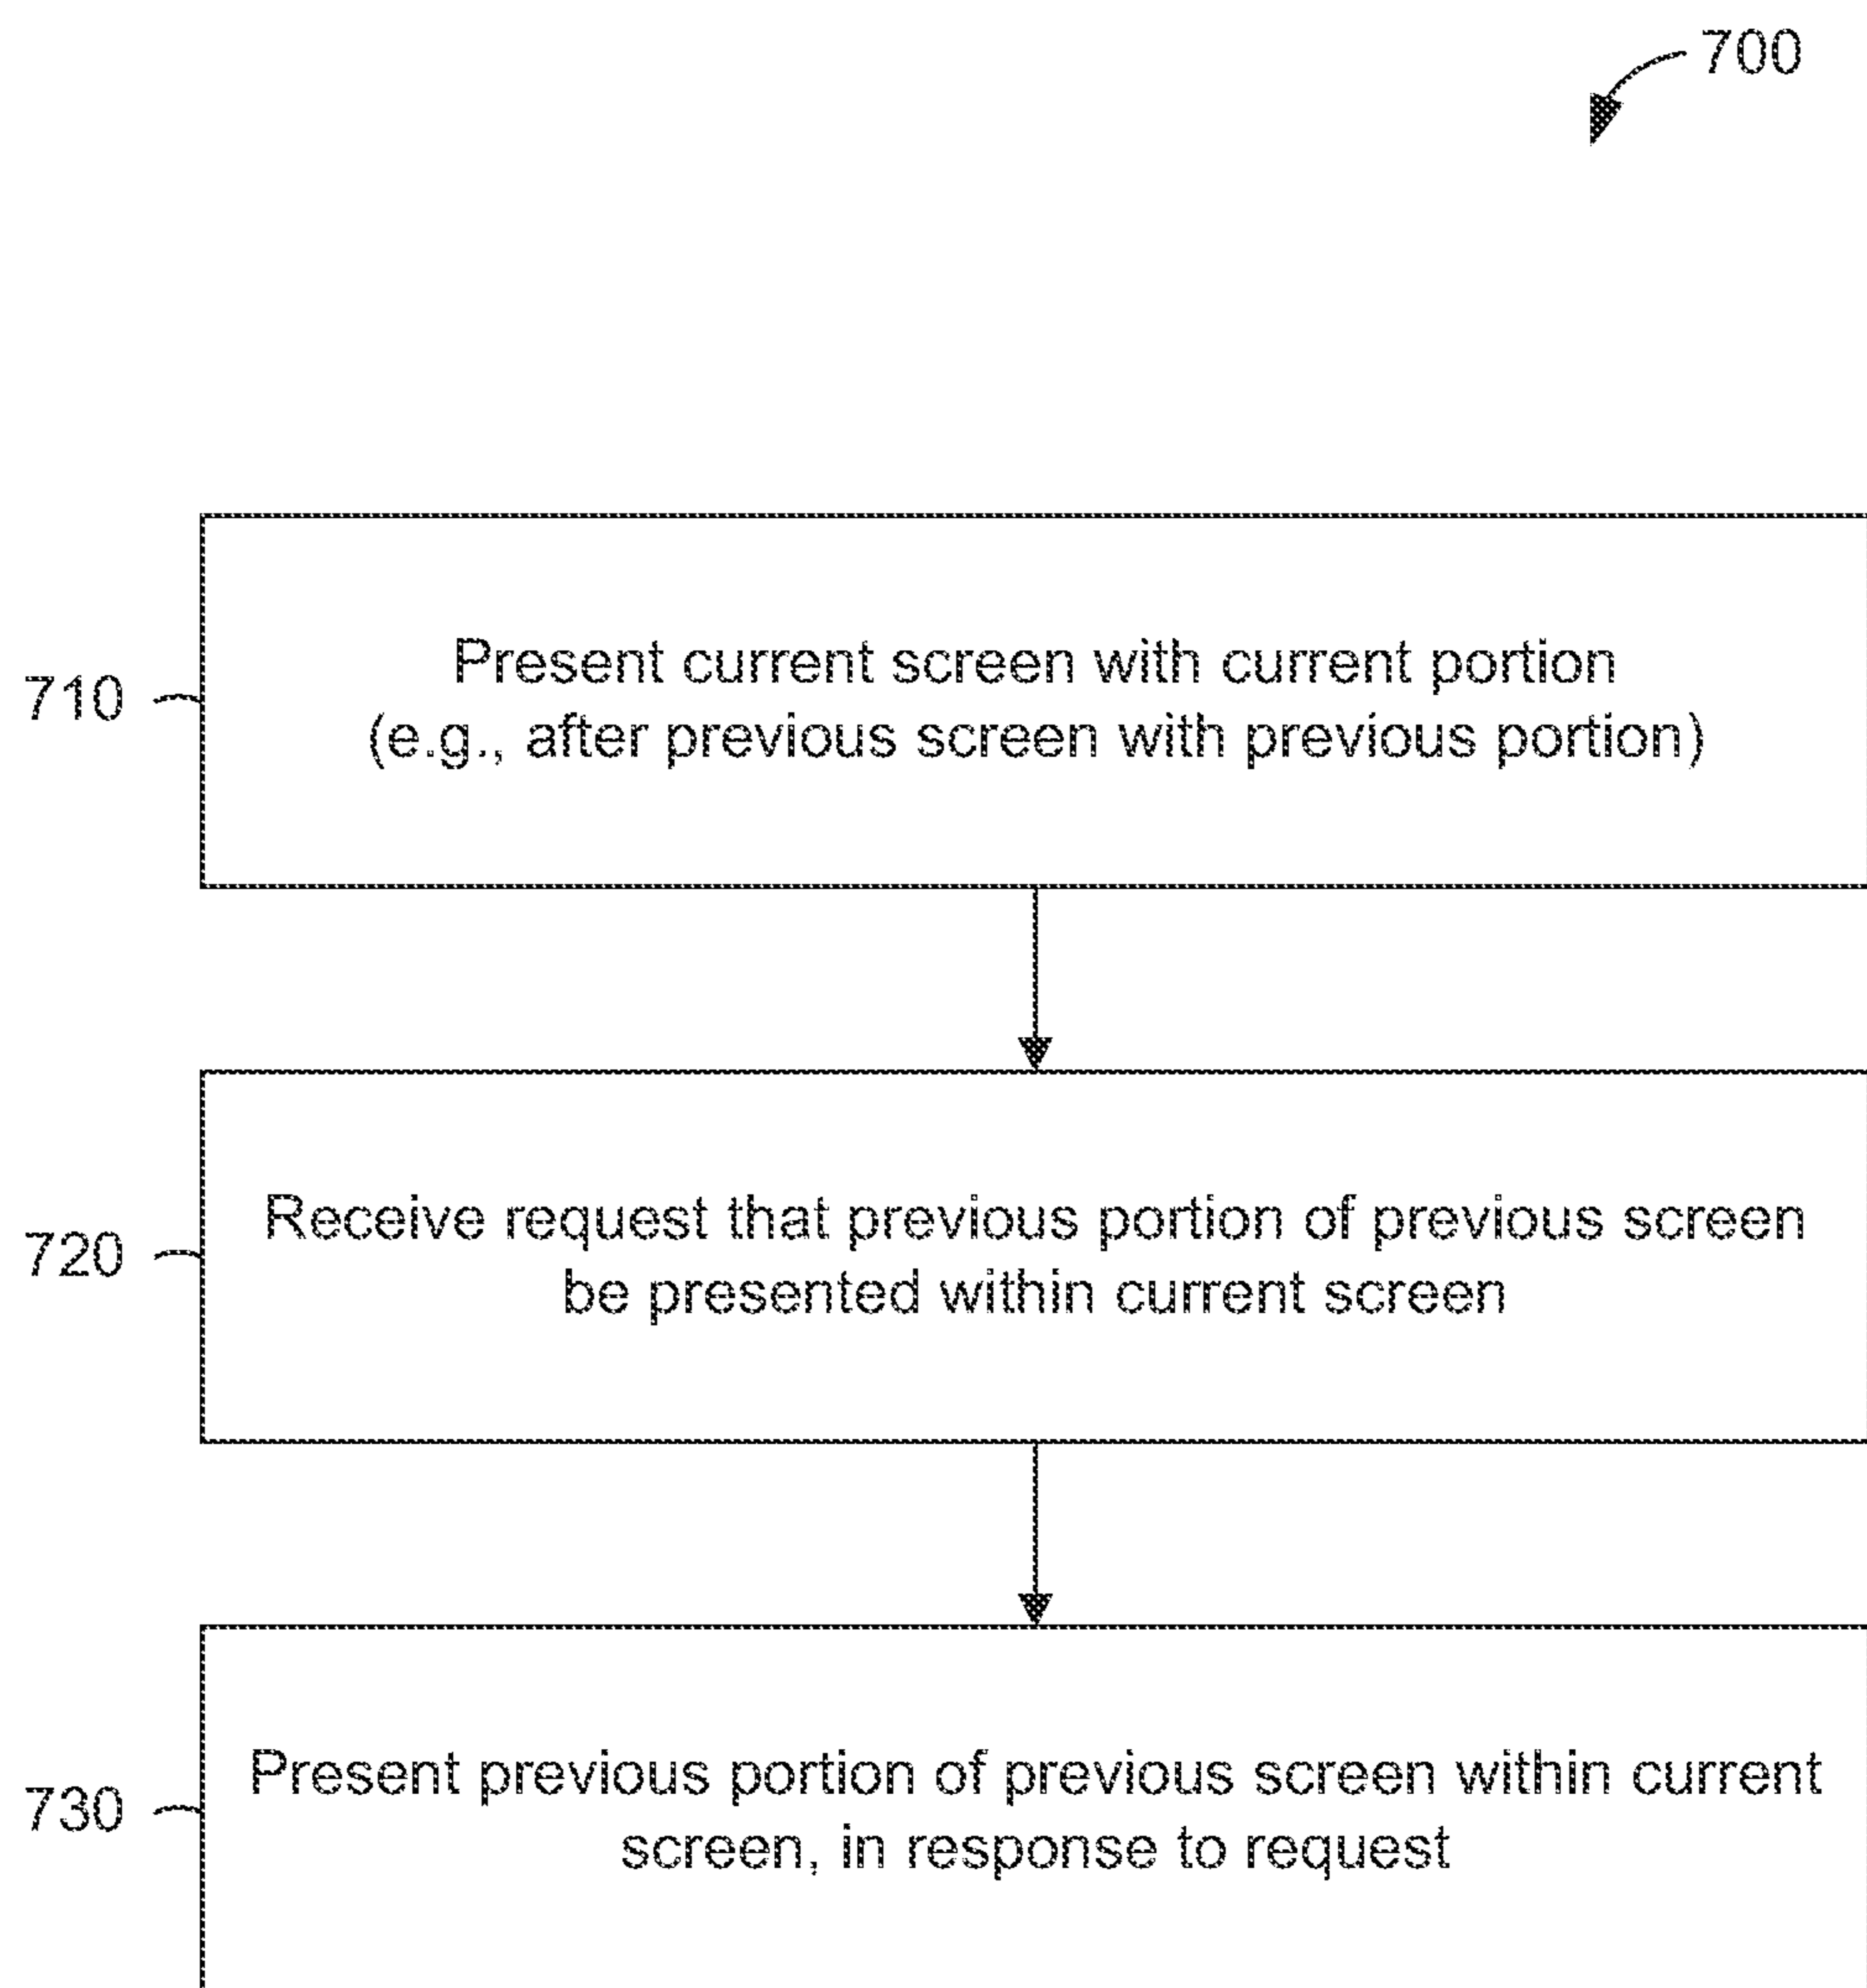 700
710
Present current screen with current portion
(e.g., after previous screen with previous portion)
720
Receive request that previous portion of previous screen
be presented within current screen
730
Present previous portion of previous screen within current
screen, in response to request